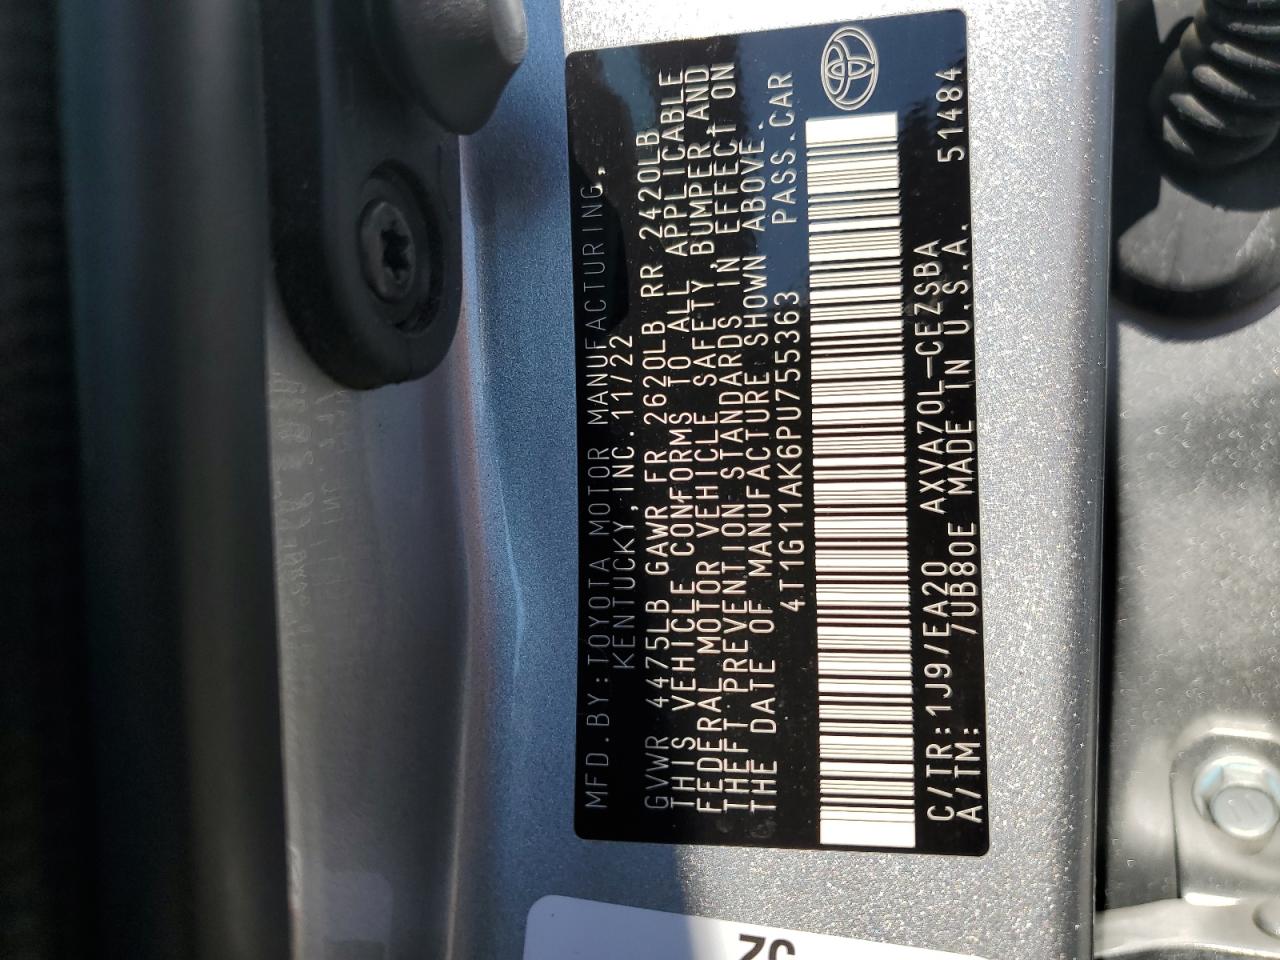 MFD.BY:TOYOTA MOTOR MANUFACTURING,
KENTUCKY, INC. 11/22
GVWR 4475LB GAWR FR 2620LB RR 2420LB
THIS VEHICLE CONFORMS TO ALL APPLICABLE
FEDERAL MOTOR VEHICLE SAFETY, BUMPER, AND
THEFT PREVENTION STANDARDS IN EFFECT ON
THE DATE OF MANUFACTURE SHOWN ABOVE.
4T1G11AK6PU755363 PASS.CAR
C/TR:1J9/EA20 AXVA70L-CEZSBA
A/TM: /UB80E MADE IN U.S.A. 51484